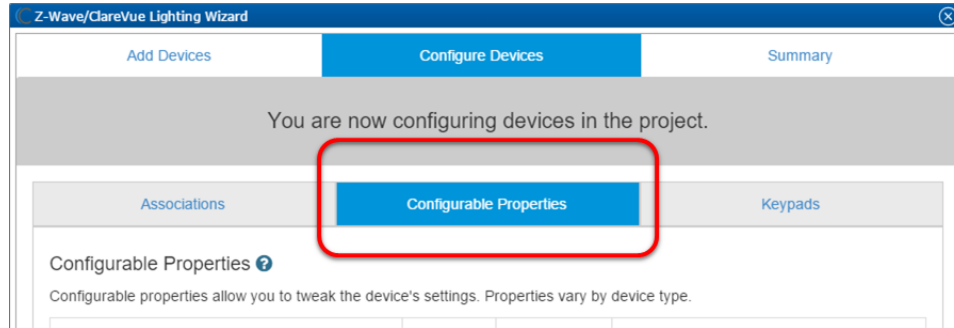 Z-Wave/ClareVue Lighting Wizard
Add Devices Configure Devices Summary
You are now configuring devices in the project.
Associations Configurable Properties Keypads
Configurable Properties
Configurable properties allow you to tweak the device's settings. Properties vary by device type.